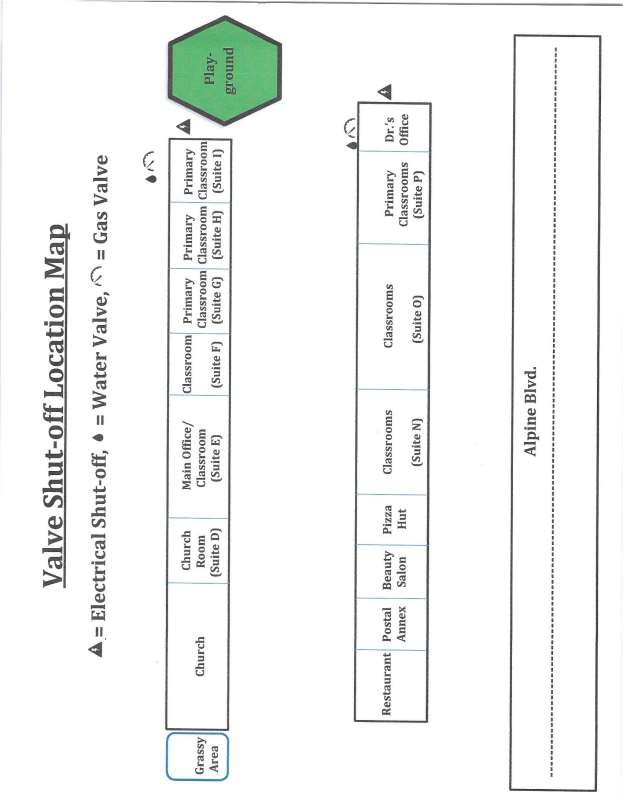 Valve Shut-off Location Map
= Electrical Shut-off, = Water Valve, = Gas Valve
Grassy
Area
Church
Church
Room
(Suite D)
Main Office/
Classroom
(Suite E)
Classroom
(Suite F)
Primary
Classroom
(Suite G)
Primary
Classroom
(Suite H)
Primary
Classroom
(Suite I)
Play-
ground
Restaurant
Postal
Annex
Beauty
Salon
Pizza
Hut
Classrooms
(Suite N)
Classrooms
(Suite O)
Primary
Classrooms
(Suite P)
Dr.'s
Office
Alpine Blvd.